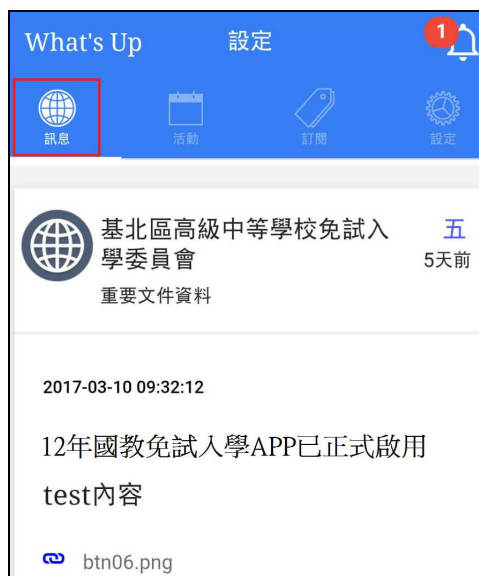 What's Up 設定 1
訊息 活動 訂閱 設定
基北區高級中等學校免試入 五
學委員會 5天前
重要文件資料
2017-03-10 09:32:12
12年國教免試入學APP已正式啟用
test內容
btn06.png